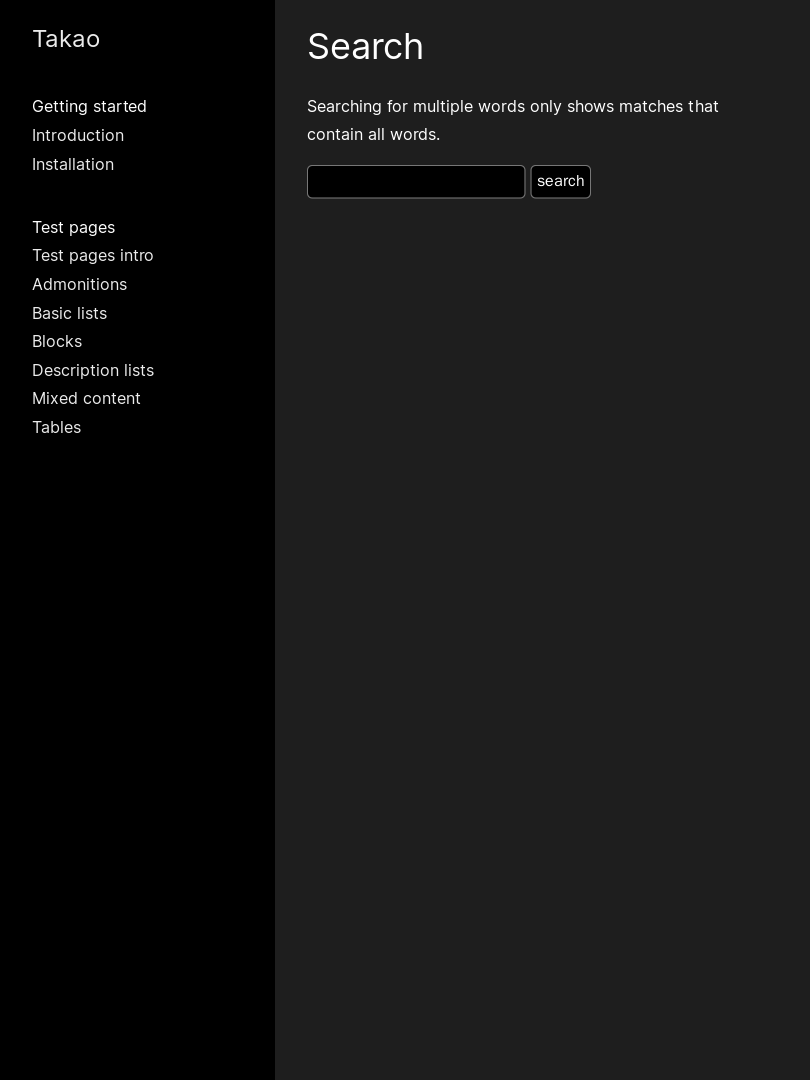 Takao
Getting started
Introduction
Installation
Test pages
Test pages intro
Admonitions
Basic lists
Blocks
Description lists
Mixed content
Tables
Search
Searching for multiple words only shows matches that
contain all words.
search